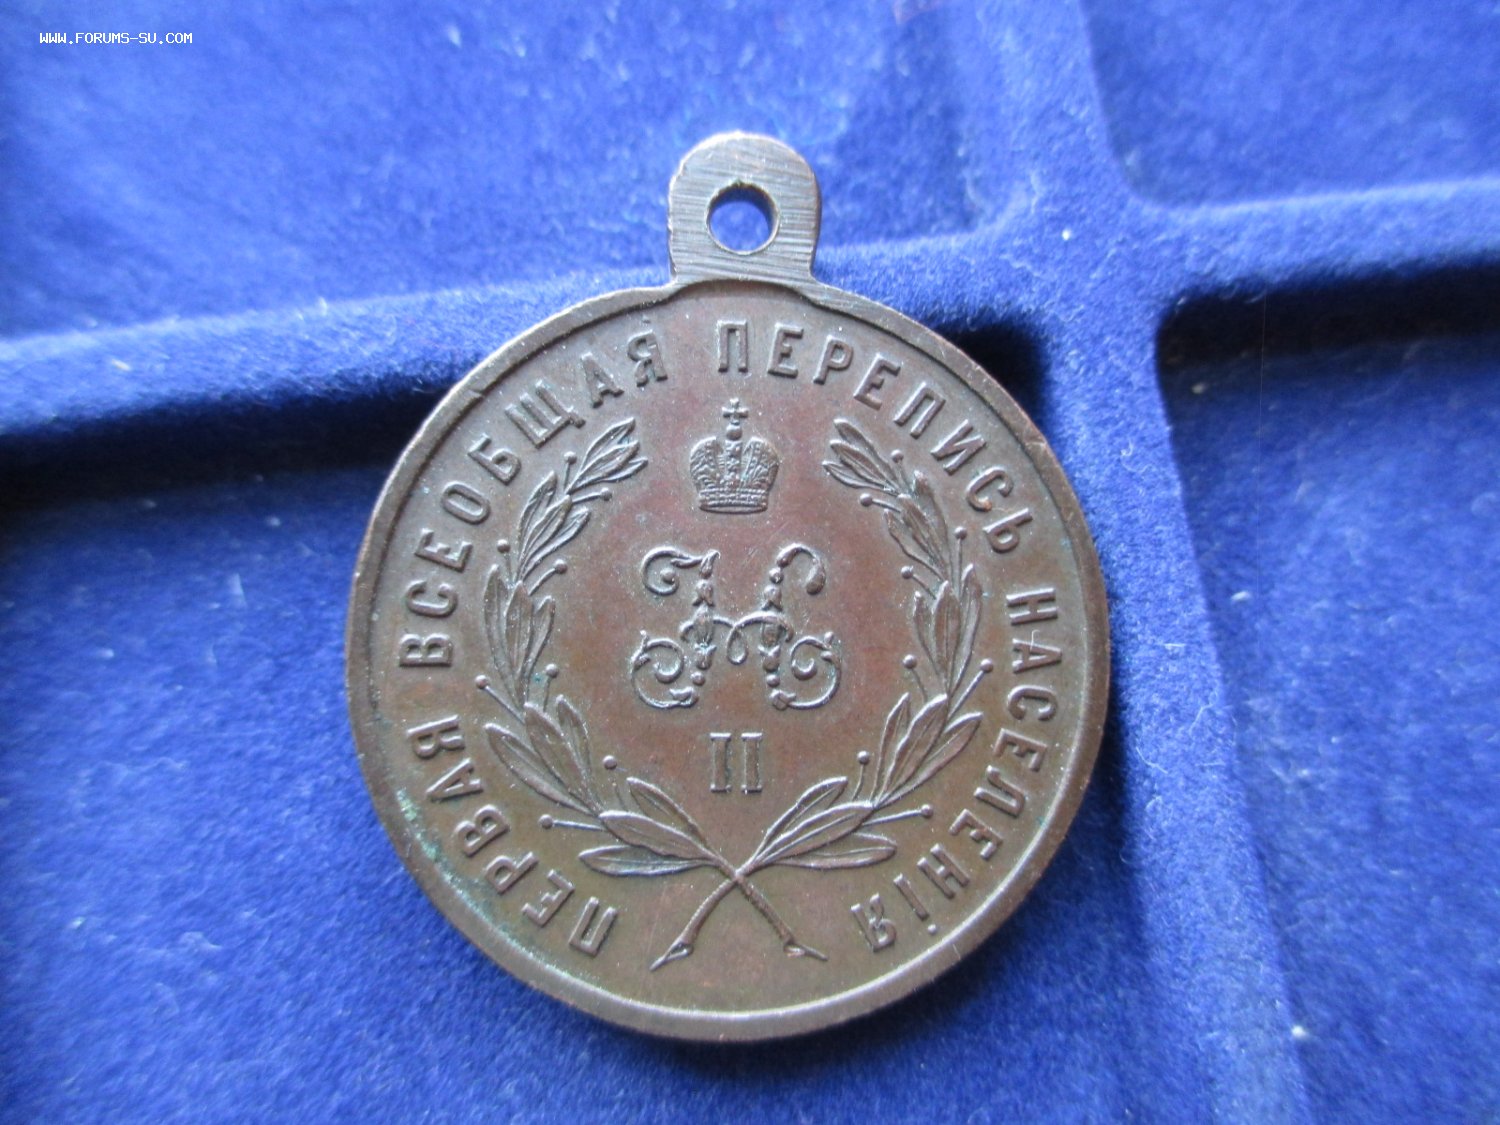 WWW.FORUMS-SU.COM
ПЕРВАЯ ВСЕОБЩАЯ ПЕРЕПИСЬ НАСЕЛЕНІЯ
Н
II